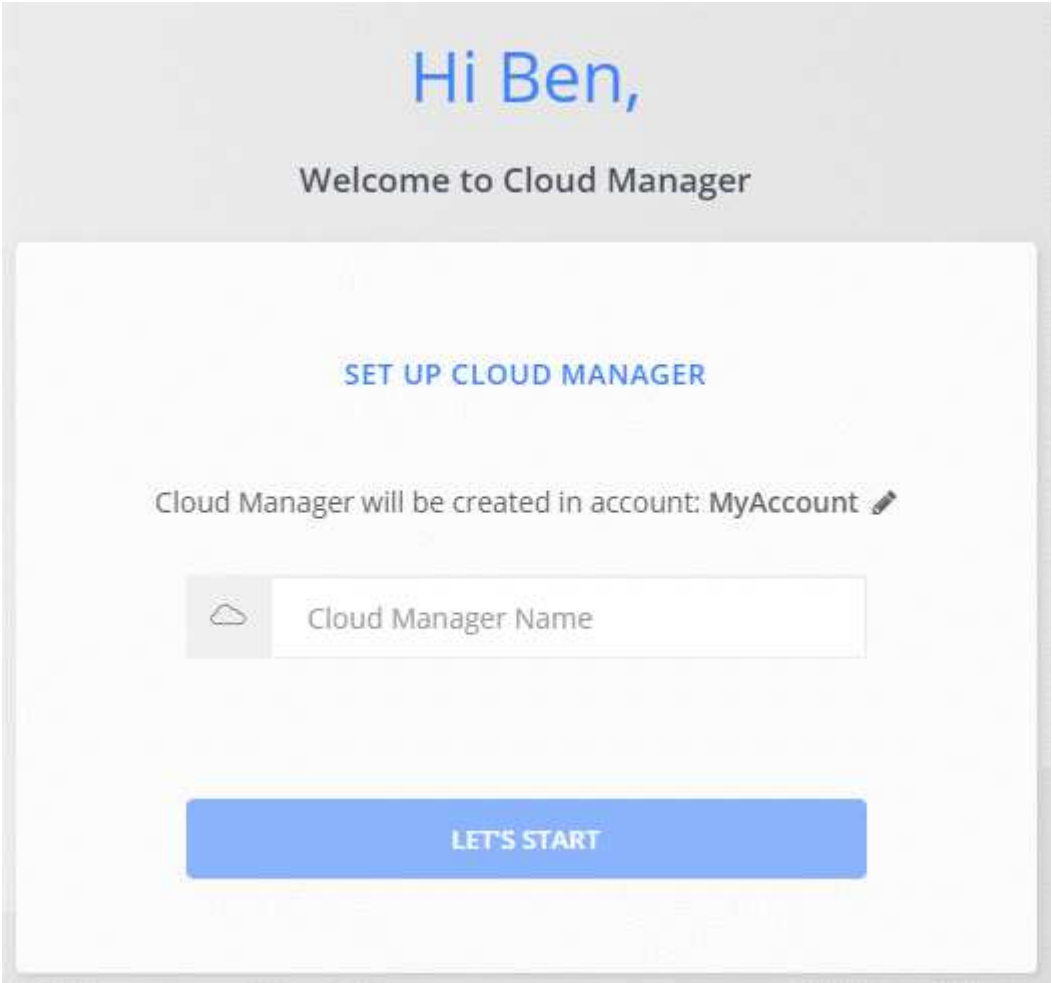 Hi Ben,
Welcome to Cloud Manager
SET UP CLOUD MANAGER
Cloud Manager will be created in account: MyAccount
Cloud Manager Name
LET'S START